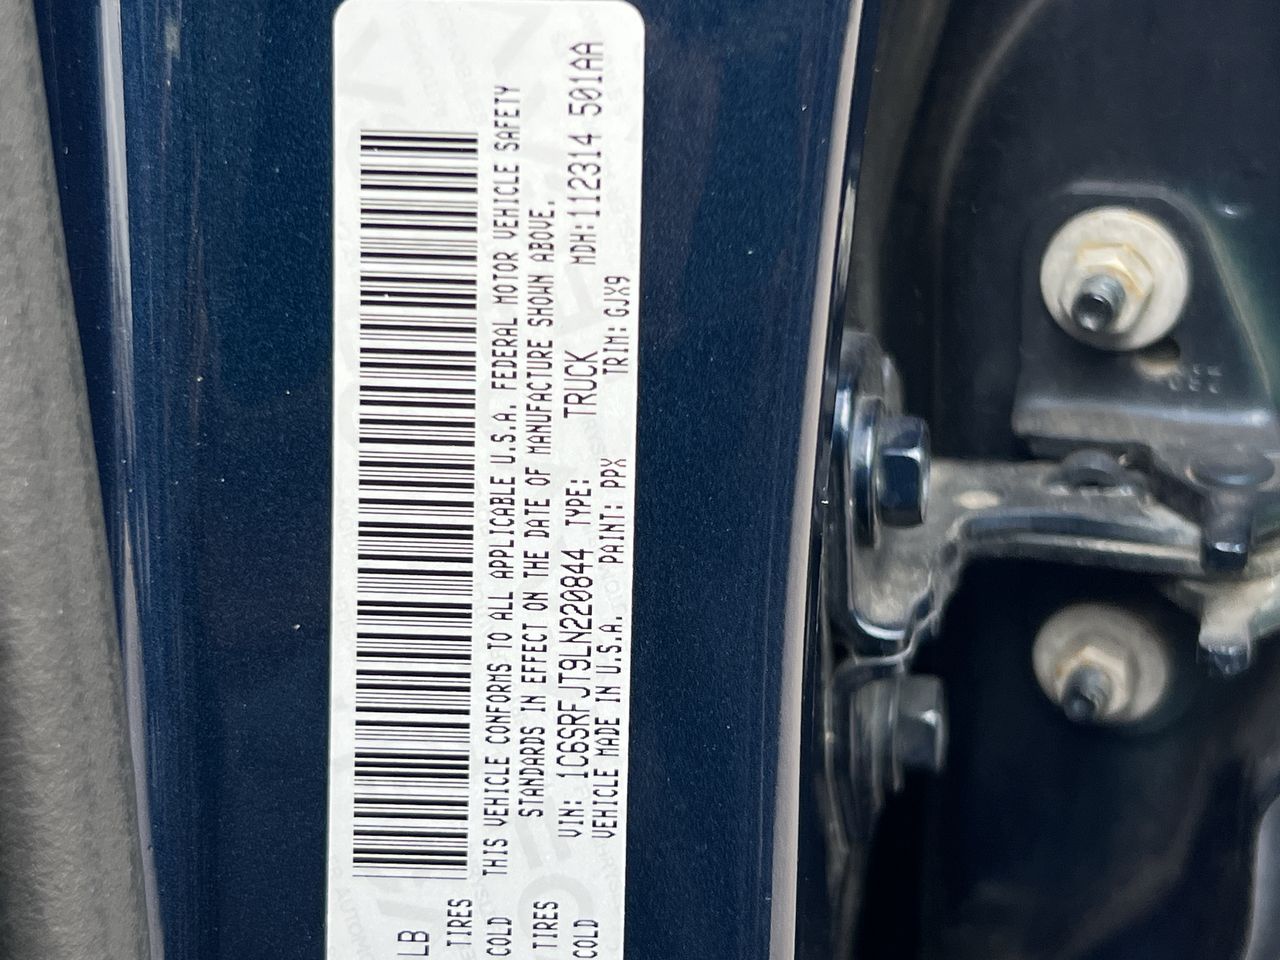 LB
TIRES
COLD
THIS VEHICLE CONFORMS TO ALL APPLICABLE U.S.A. FEDERAL MOTOR VEHICLE SAFETY
STANDARDS IN EFFECT ON THE DATE OF MANUFACTURE SHOWN ABOVE.
TIRES
VIN: 1C6SRFJT9LN220844 TYPE: TRUCK MDH:112314 501AA
COLD
VEHICLE MADE IN U.S.A. PAINT: PPX TRIM: GJX9